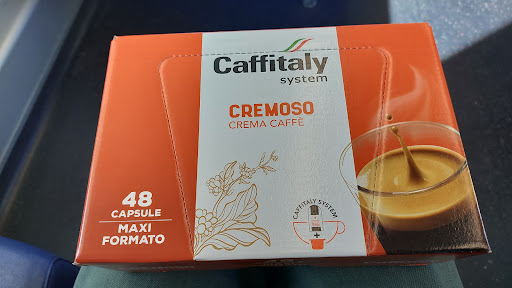 Caffitaly
system
CREMOSO
CREMA CAFFÈ
48
CAPSULE
MAXI
FORMATO
CAFFITALY SYSTEM